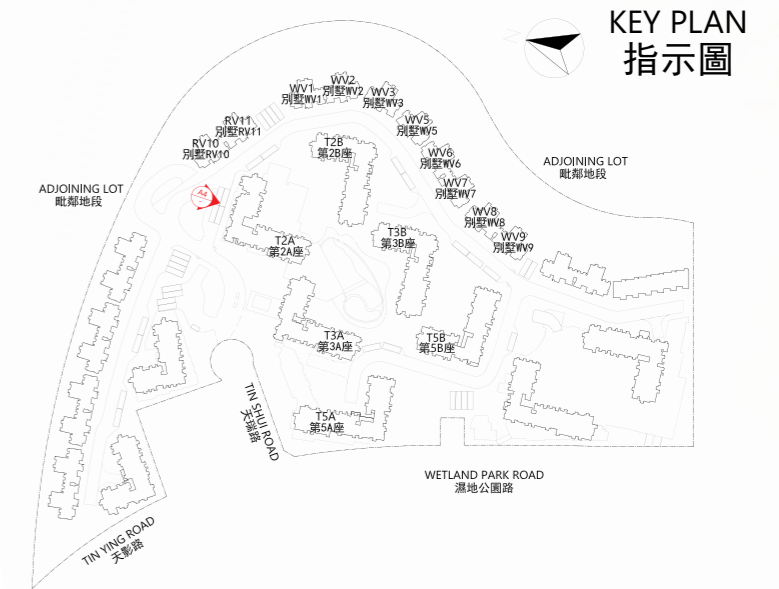 KEY PLAN
指示圖
WV1
別墅WV1
WV2
別墅WV2
WV3
別墅WV3
RV11
別墅RV11
RV10
別墅RV10
WV5
別墅WV5
WV6
別墅WV6
WV7
別墅WV7
WV8
別墅WV8
WV9
別墅WV9
ADJOINING LOT
毗鄰地段
ADJOINING LOT
毗鄰地段
A4
T2B
第2B座
T2A
第2A座
T3B
第3B座
T3A
第3A座
T5B
第5B座
T5A
第5A座
TIN SHUI ROAD
天瑞路
WETLAND PARK ROAD
濕地公園路
TIN YING ROAD
天影路